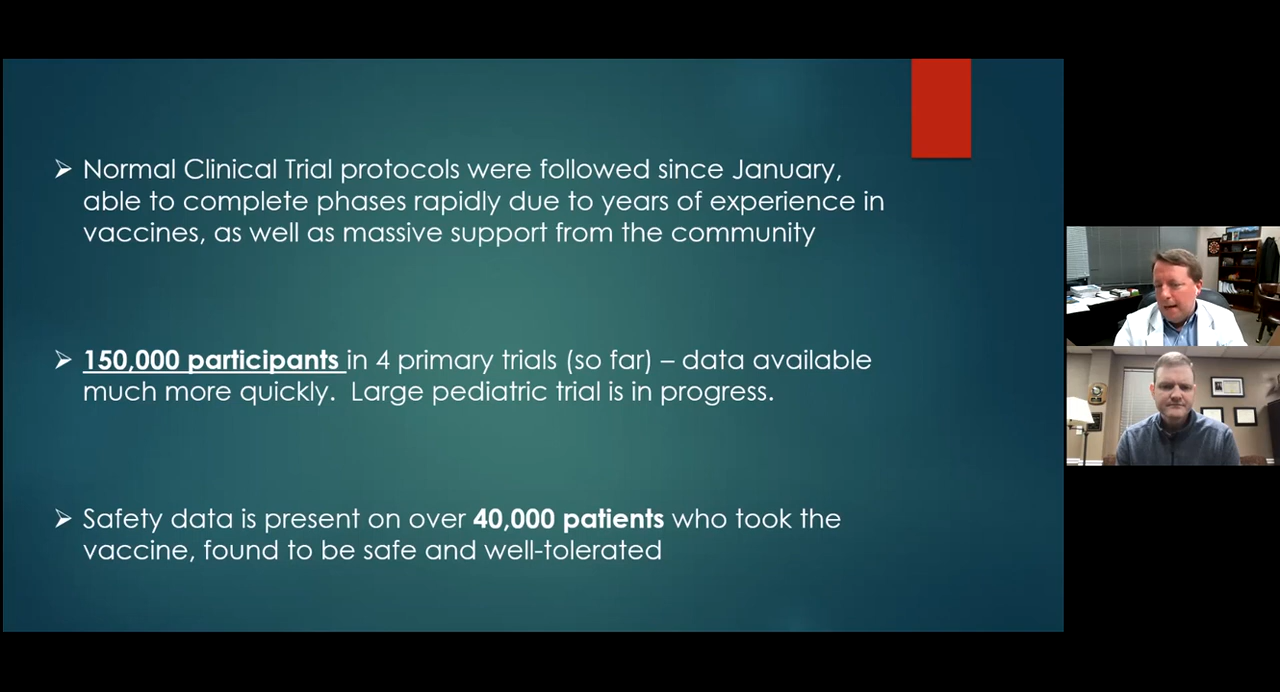 Normal Clinical Trial protocols were followed since January,
able to complete phases rapidly due to years of experience in
vaccines, as well as massive support from the community
150,000 participants in 4 primary trials (so far) – data available
much more quickly.  Large pediatric trial is in progress.
Safety data is present on over 40,000 patients who took the
vaccine, found to be safe and well-tolerated